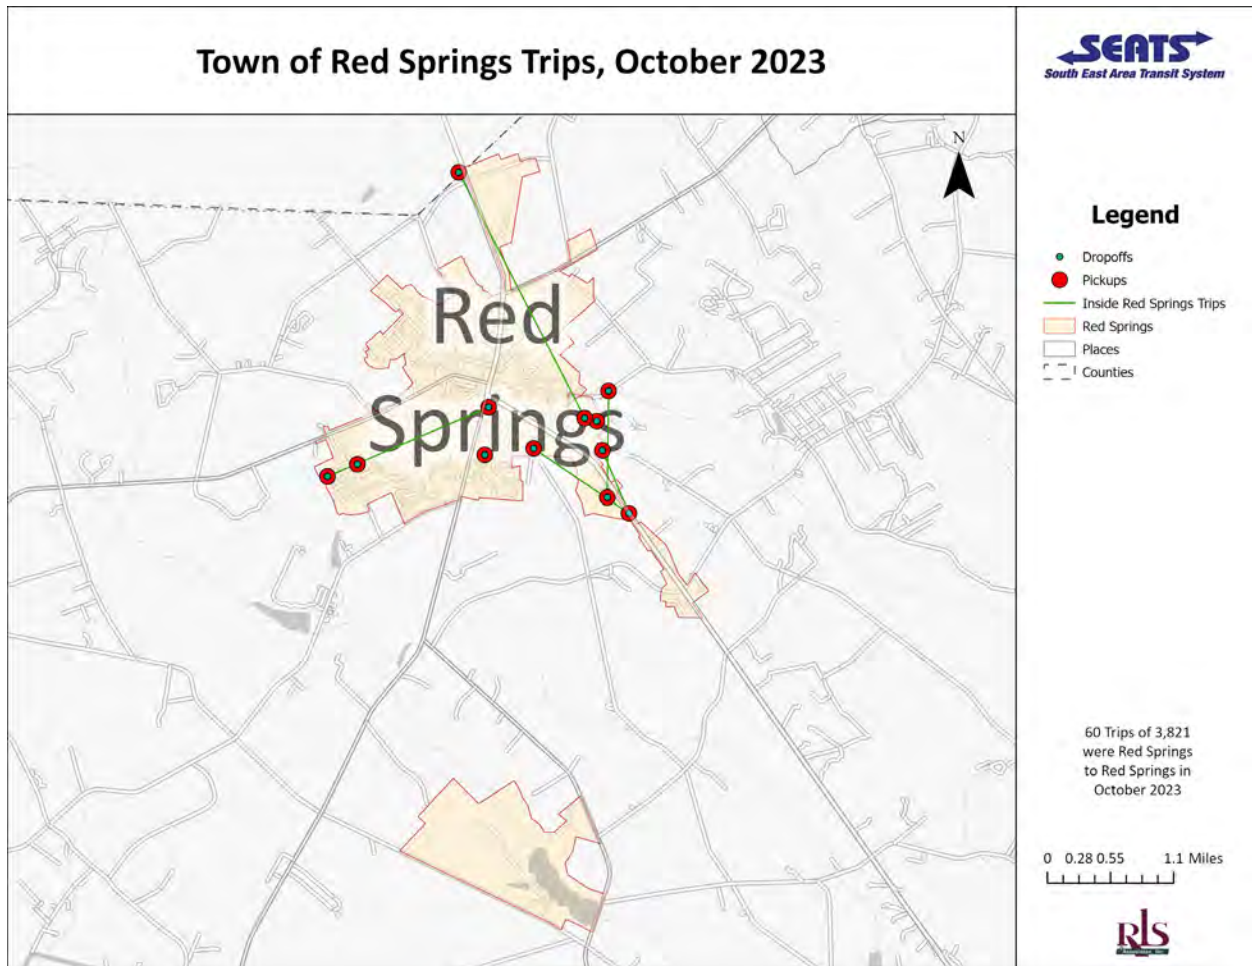 Town of Red Springs Trips, October 2023
SEATS
South East Area Transit System
N
Red
Springs
Legend
Dropoffs
Pickups
Inside Red Springs Trips
Red Springs
Places
Counties
60 Trips of 3,821
were Red Springs
to Red Springs in
October 2023
0 0.28 0.55 1.1 Miles
RLS